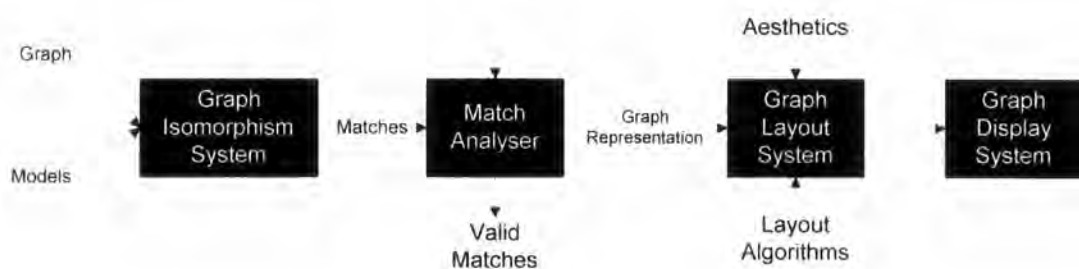 Aesthetics
Graph
Graph
Isomorphism
System
Matches
Match
Analyser
Graph
Representation
Graph
Layout
System
Graph
Display
System
Models
Valid
Matches
Layout
Algorithms